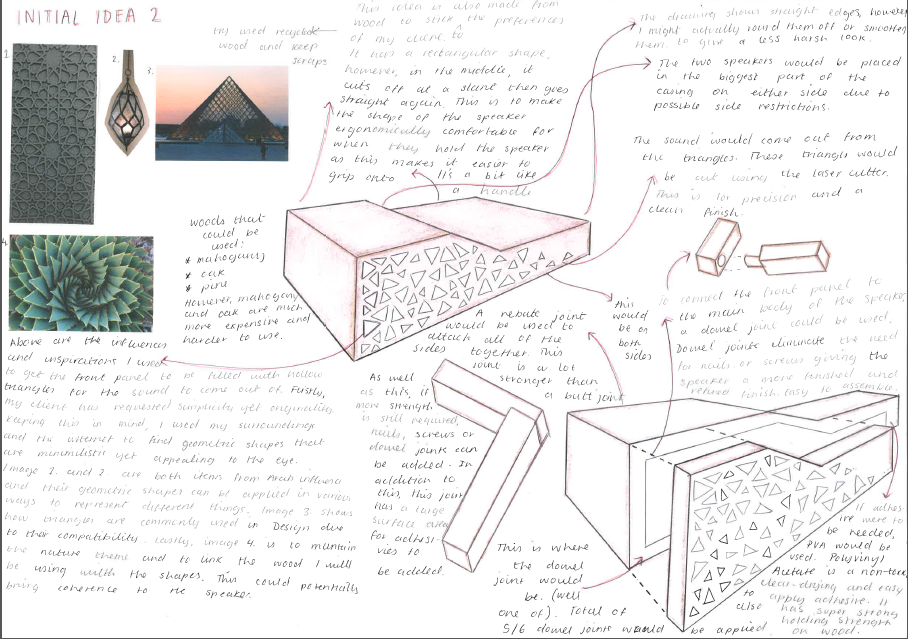 INITIAL IDEA 2
1.
2.
3.
4.
used recycled
wood and keep
scraps
This idea is also made from
wood to stick the preferences
of my client. to
It has a rectangular shape,
however, in the middle, it
cuts off at a slant then goes
straight again. This is to make
the shape of the speaker
ergonomically comfortable for
when they hold the speaker
as this makes it easier to
grip onto
It's a bit like
a handle
The drawing shows straight edges, however
I might actually round them off or smoothen
them. to give a less harsh look.
The two speakers would be placed
in the biggest part of the
casing on either side due to
possible side restrictions.
The sound would come out from
the triangles. These triangles would
be cut using the laser cutter.
This is for precision and a
clean finish.
Woods that
could be
used:
* mahogany
* oak
* pine
However, mahogony
and oak are much
more expensive and
harder to use.
this
would
be on
both
sides
To connect the front panel to
the main body of the speaker,
a dowel joint could be used.
Dowel joints eliminate the need
for nails or screws giving the
speaker a more finished and
refined finish. Easy to assemble.
A rebate joint
would be used to
attach all of the
sides together. This
joint is a lot
stronger than
a butt joint
As well
as this, if
more strength
is still required,
nails, screws or
dowel joints can
be added. In
addition to
this, this joint
has a large
surface area
for adhesi-
vies to
be added.
Above are the influences
and inspirations I used
to get the front panel to be filled with hollow
triangles for the sound to come out of. Firstly,
my client has requested simplicity yet originality.
Keeping this in mind, I used my surroundings
and the internet to find geometric shapes that
are minimalistic yet appealing to the eye.
Image 1. and 2. are both items from Arab influence
and their geometric shapes can be applied in various
ways to represent different things. Image 3 shows
how triangles are commonly used in Design due
to their compatibility. Lastly, image 4. is to maintain
the nature theme and to link the wood I will
be using with the shapes. This could potentially
bring coherence to the speaker.
This is where
the dowel
joint would
be. (well
one of). Total of
5/6 dowel joints would be applied.
If adhes-
ive were to
be needed,
PVA would be
used. Polyvinyl
Acetate is a non-toxic,
clear-drying and easy
to apply adhesive. It
also has super strong
holding strength
on wood.